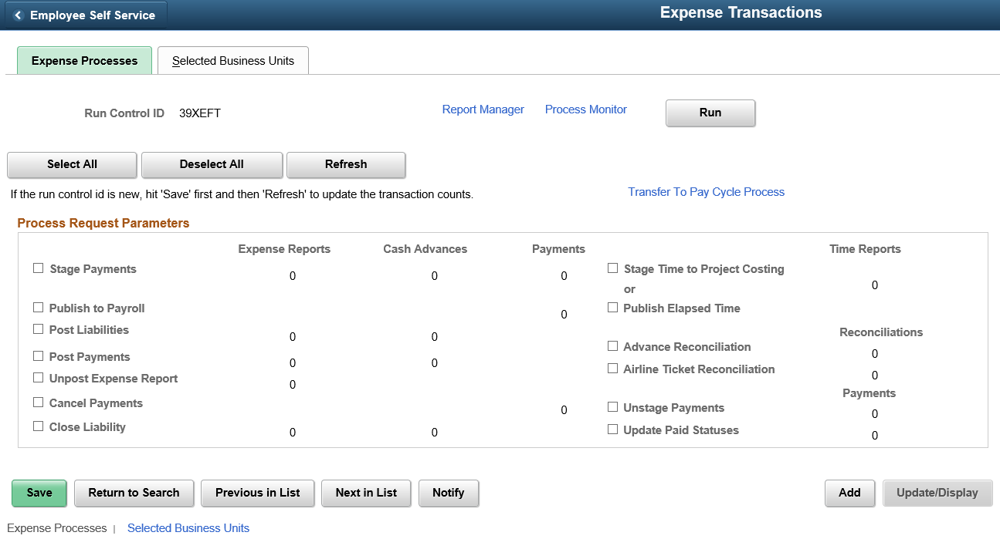 Employee Self Service
Expense Transactions
Expense Processes
Selected Business Units
Run Control ID 39XEFT
Report Manager
Process Monitor
Run
Select All
Deselect All
Refresh
If the run control id is new, hit 'Save' first and then 'Refresh' to update the transaction counts.
Transfer To Pay Cycle Process
Process Request Parameters
Expense Reports Cash Advances Payments Time Reports
Stage Payments 0 0 0
Stage Time to Project Costing
or
0
Publish to Payroll 0
Publish Elapsed Time
Post Liabilities 0 0
Reconciliations
Advance Reconciliation 0
Post Payments 0 0
Airline Ticket Reconciliation 0
Unpost Expense Report 0
Payments
Cancel Payments 0
Unstage Payments 0
Close Liability 0 0
Update Paid Statuses 0
Save
Return to Search
Previous in List
Next in List
Notify
Add
Update/Display
Expense Processes | Selected Business Units